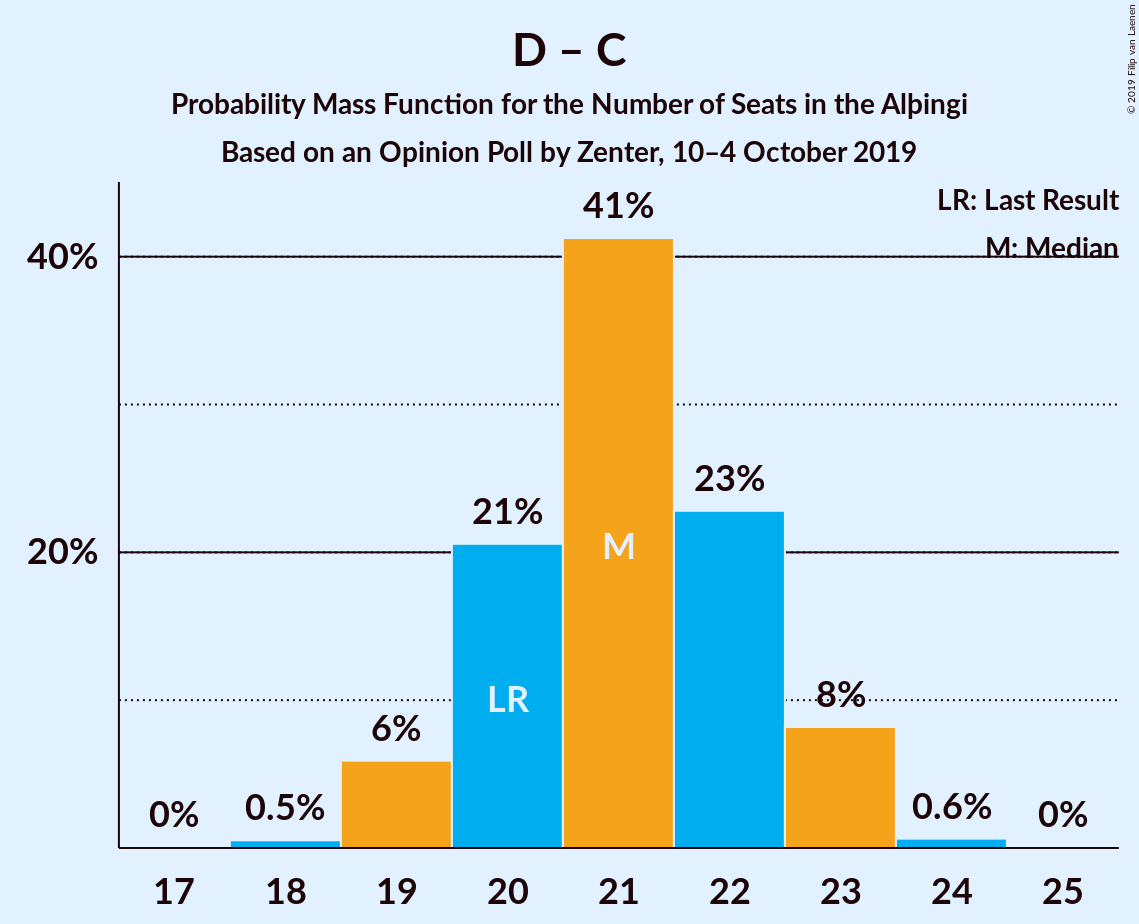 D – C
Probability Mass Function for the Number of Seats in the Alþingi
Based on an Opinion Poll by Zenter, 10–4 October 2019
© 2019 Filip van Laenen
LR: Last Result
M: Median
40%
20%
0%
0.5%
6%
21%
41%
23%
8%
0.6%
0%
LR
M
17 18 19 20 21 22 23 24 25